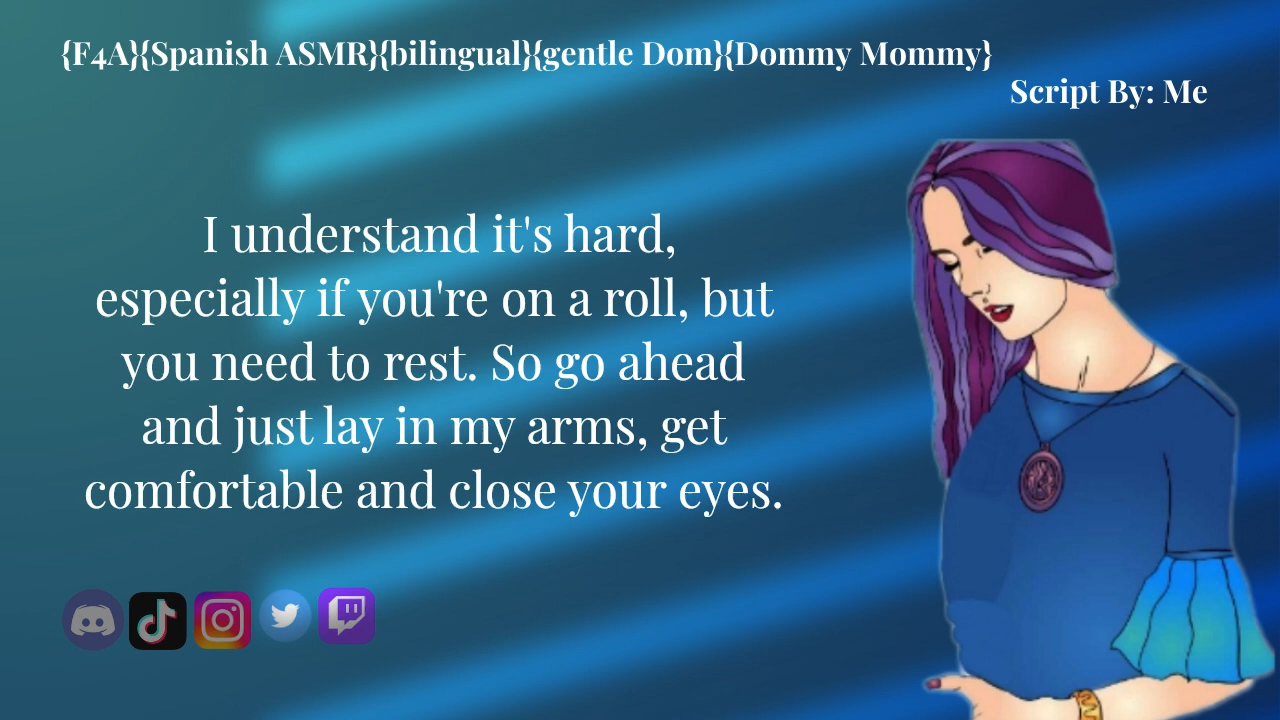 {F4A}{Spanish ASMR}{bilingual}{gentle Dom}{Dommy Mommy}
Script By: Me
I understand it's hard,
especially if you're on a roll, but
you need to rest. So go ahead
and just lay in my arms, get
comfortable and close your eyes.